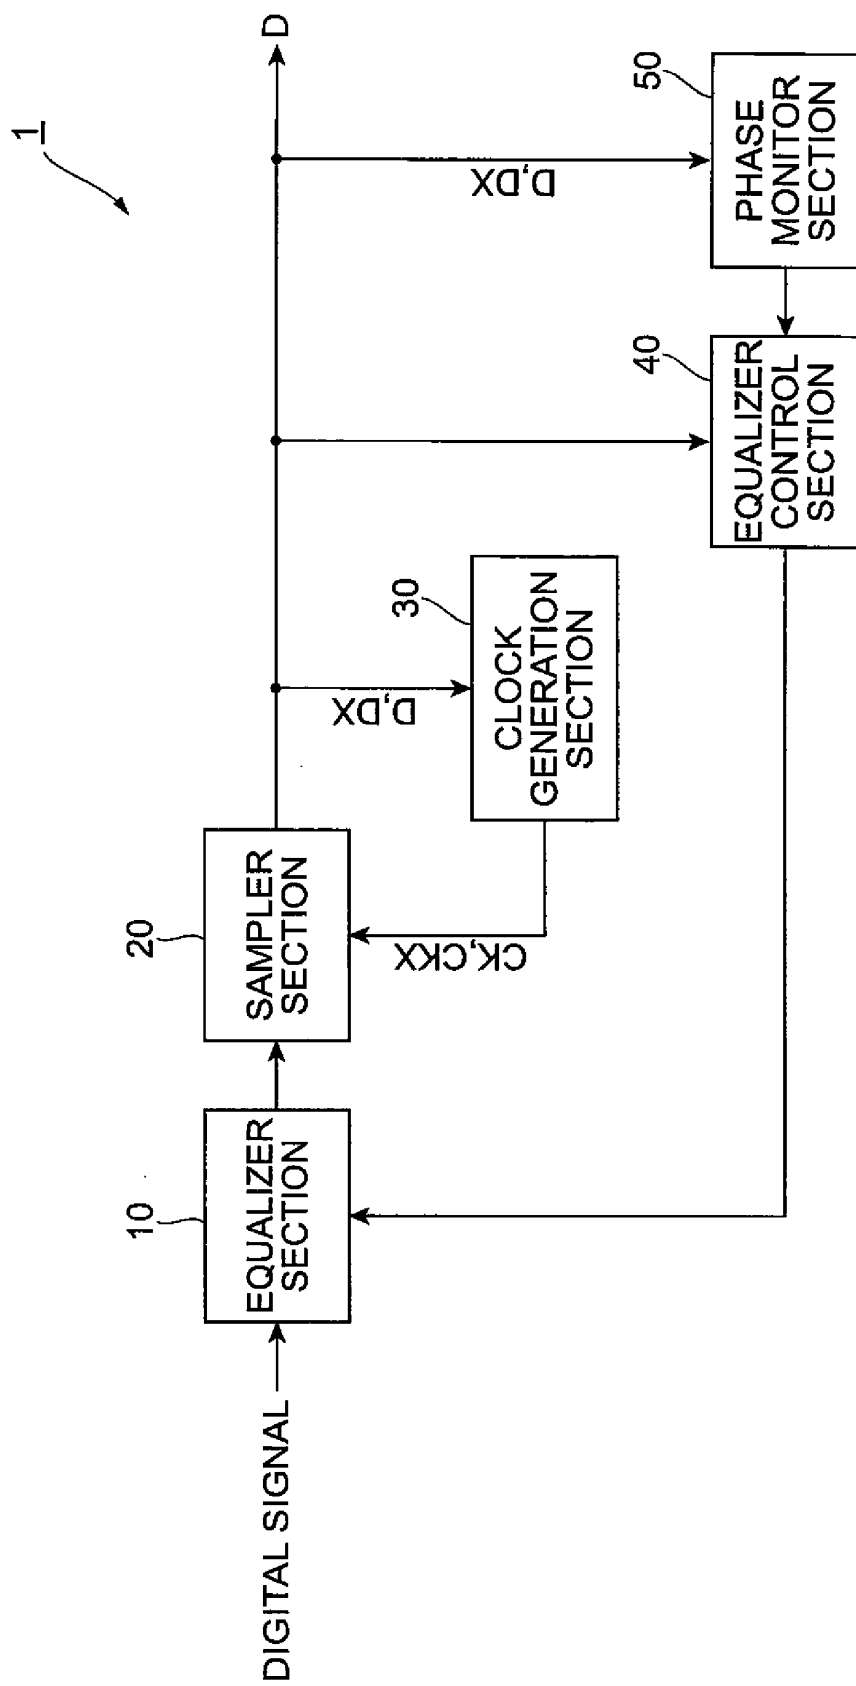 1
DIGITAL SIGNAL
10
EQUALIZER
SECTION
20
SAMPLER
SECTION
CK,CKX
D,DX
30
CLOCK
GENERATION
SECTION
D,DX
D
40
EQUALIZER
CONTROL
SECTION
50
PHASE
MONITOR
SECTION